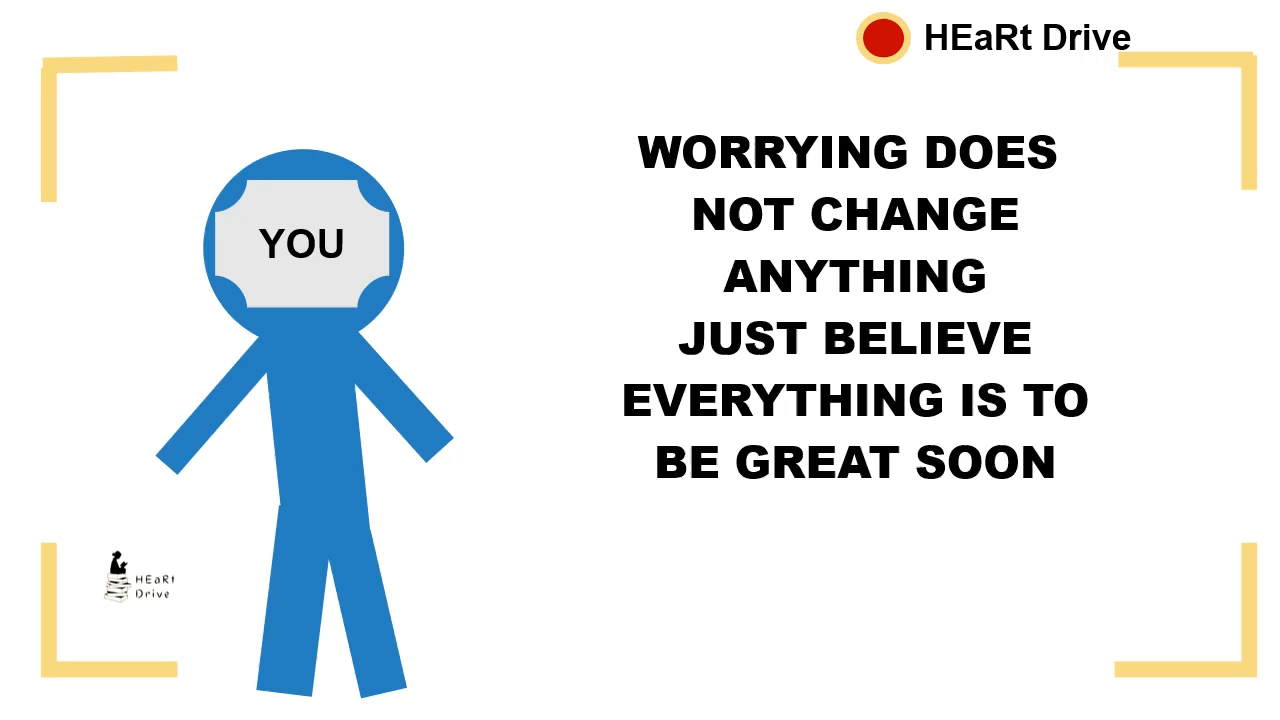 HEaRt Drive
WORRYING DOES
NOT CHANGE
ANYTHING
JUST BELIEVE
EVERYTHING IS TO
BE GREAT SOON
YOU
HEaRt
Drive